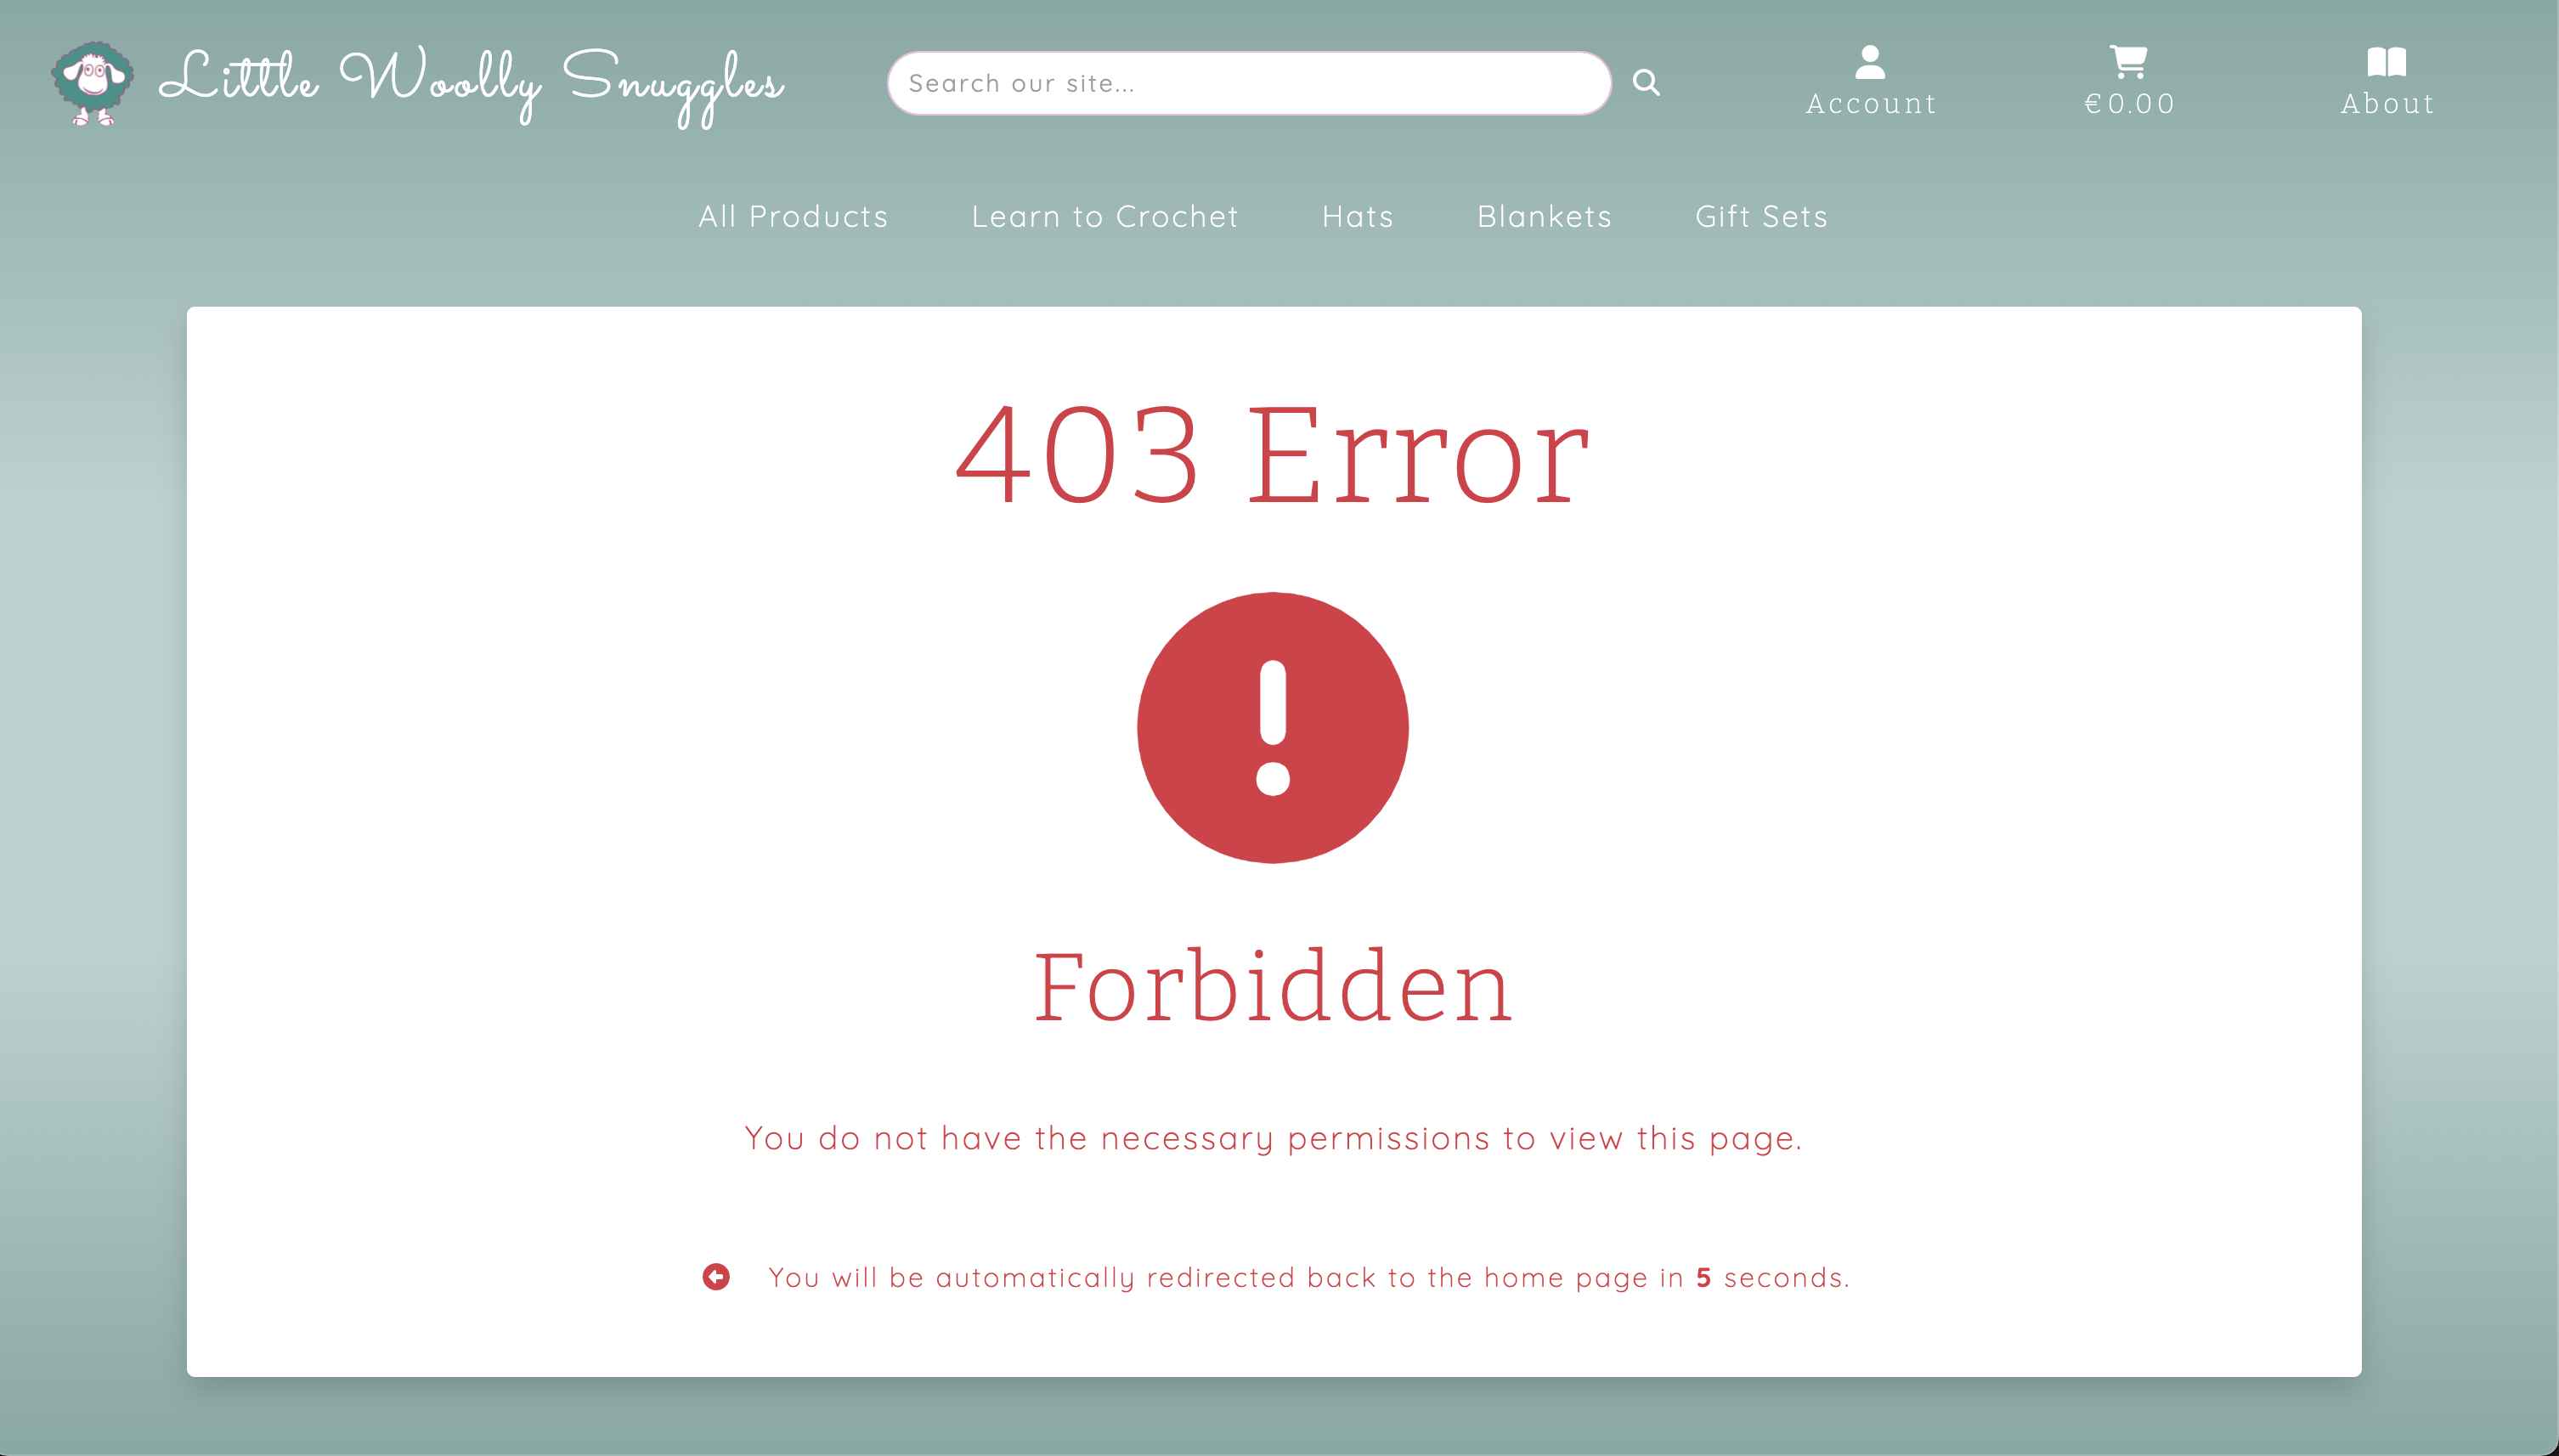 Little Woolly Snuggles
Search our site...
Account
€0.00
About
All Products
Learn to Crochet
Hats
Blankets
Gift Sets
403 Error
Forbidden
You do not have the necessary permissions to view this page.
You will be automatically redirected back to the home page in 5 seconds.